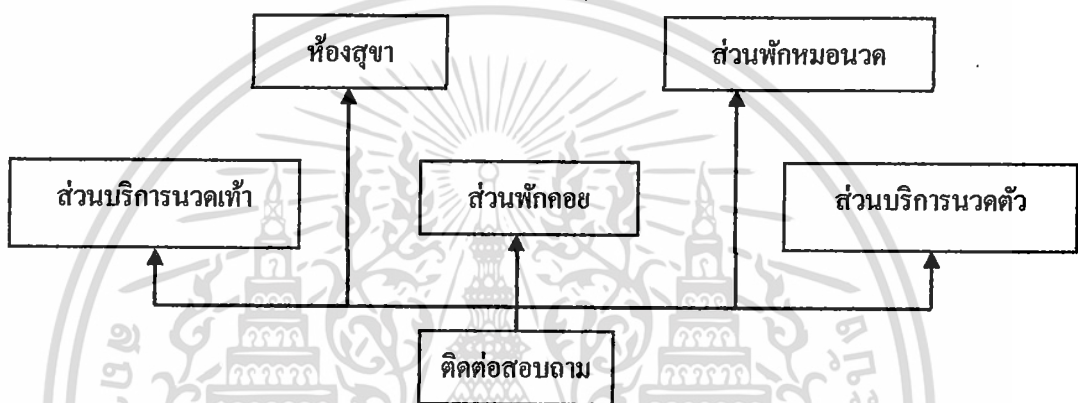 ห้องสุขา
ส่วนพักหมอนวด
ส่วนบริการนวดเท้า
ส่วนพักคอย
ส่วนบริการนวดตัว
ติดต่อสอบถาม